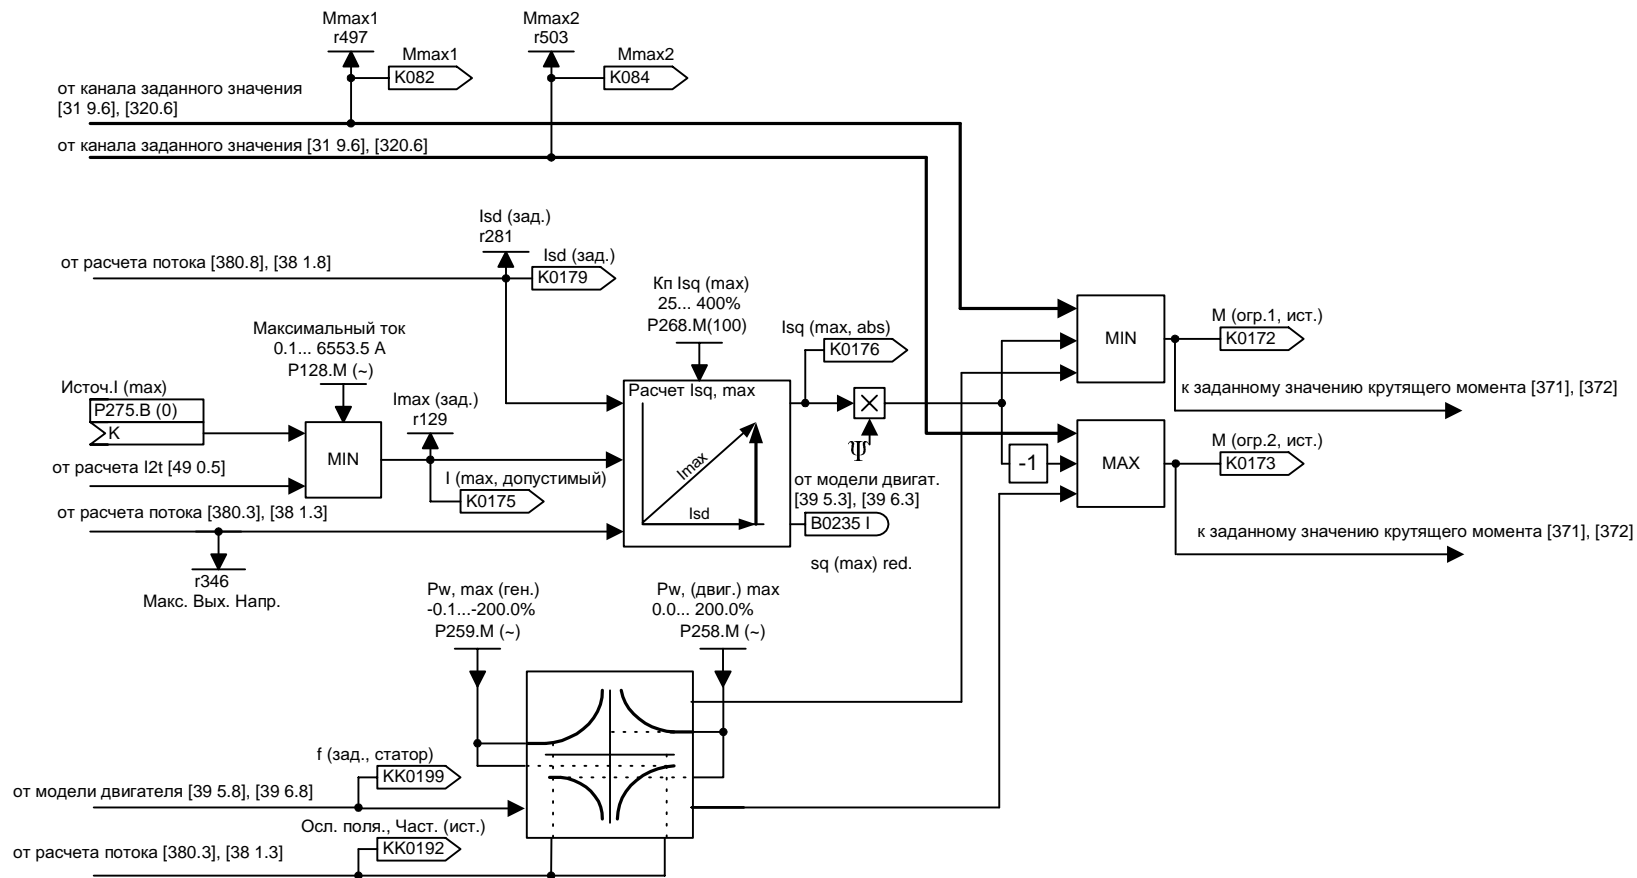 Mmax1
r497
Mmax1
K082
Mmax2
r503
Mmax2
K084
от канала заданного значения
[31 9.6], [320.6]
от канала заданного значения [31 9.6], [320.6]
Isd (зад.)
r281
Isd (зад.)
K0179
от расчета потока [380.8], [38 1.8]
Кп Isq (max)
25... 400%
P268.M(100)
Максимальный ток
0.1... 6553.5 A
P128.M (~)
Источ.I (max)
P275.B (0)
K
MIN
Imax (зад.)
r129
I (max, допустимый)
K0175
от расчета I2t [49 0.5]
от расчета потока [380.3], [38 1.3]
r346
Макс. Вых. Напр.
Расчет Isq, max
Imax
Isd
Isq (max, abs)
K0176
Ψ
от модели двигат.
[39 5.3], [39 6.3]
B0235 I
sq (max) red.
MIN
M (огр.1, ист.)
K0172
к заданному значению крутящего момента [371], [372]
-1
MAX
M (огр.2, ист.)
K0173
к заданному значению крутящего момента [371], [372]
Pw, max (ген.)
-0.1...-200.0%
P259.M (~)
Pw, (двиг.) max
0.0... 200.0%
P258.M (~)
f (зад., статор)
KK0199
от модели двигателя [39 5.8], [39 6.8]
Осл. поля., Част. (ист.)
KK0192
от расчета потока [380.3], [38 1.3]